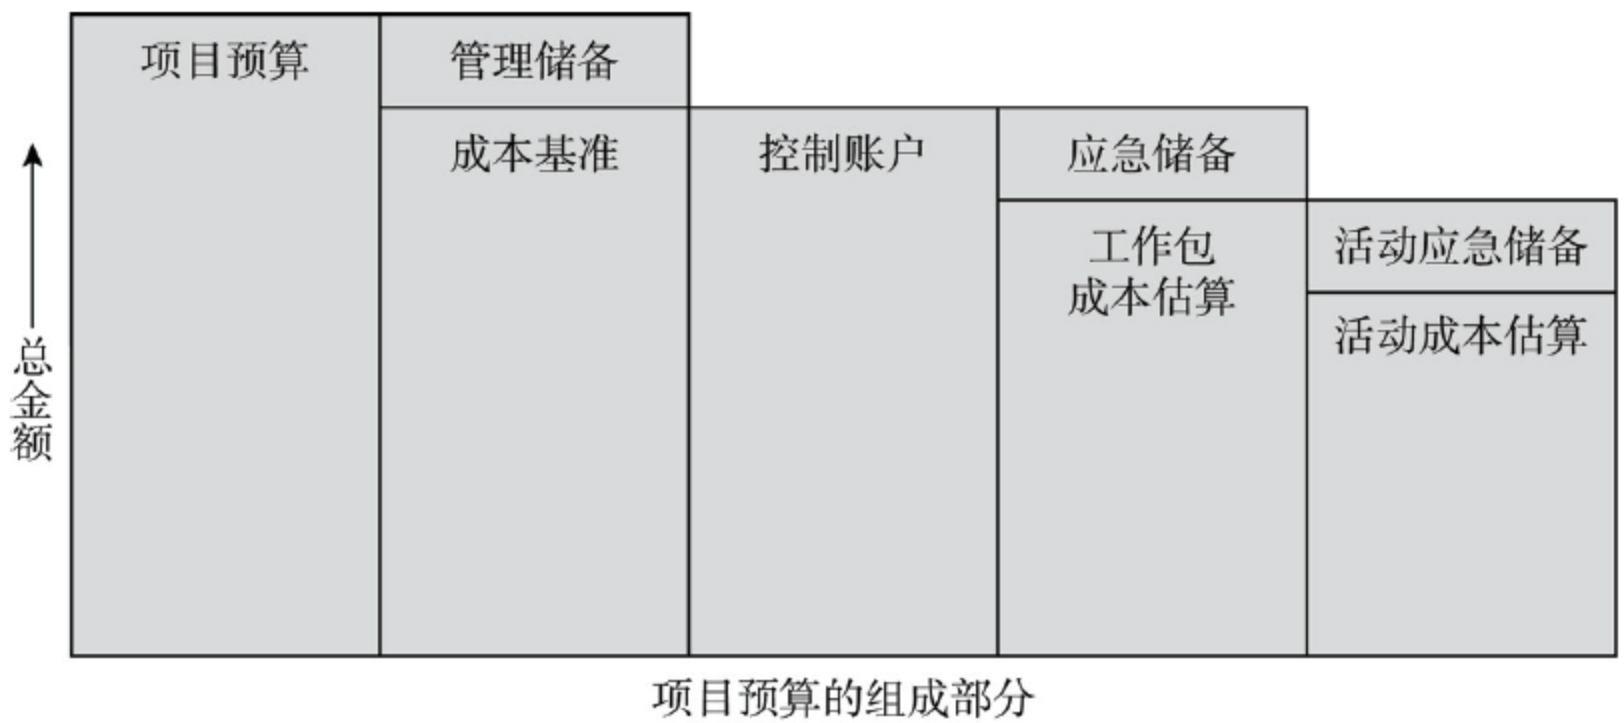 项目预算
管理储备
成本基准
控制账户
应急储备
工作包
成本估算
活动应急储备
活动成本估算
总金额
项目预算的组成部分